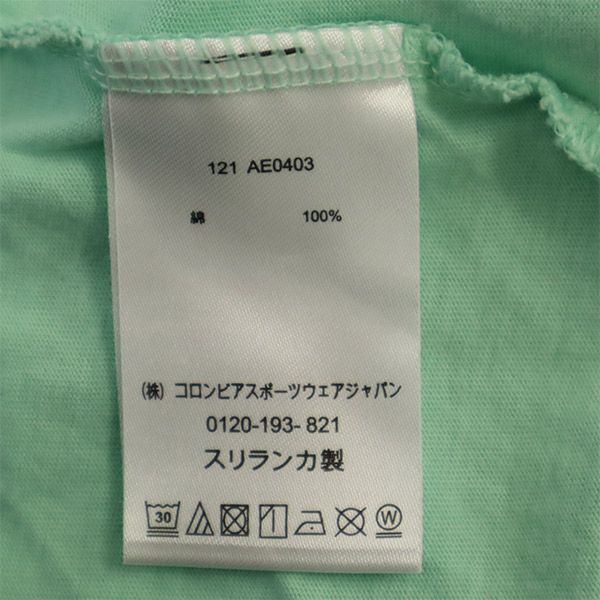 121 AE0403
綿 100%
(株) コロンビアスポーツウェアジャパン
0120-193-821
スリランカ製
30 W